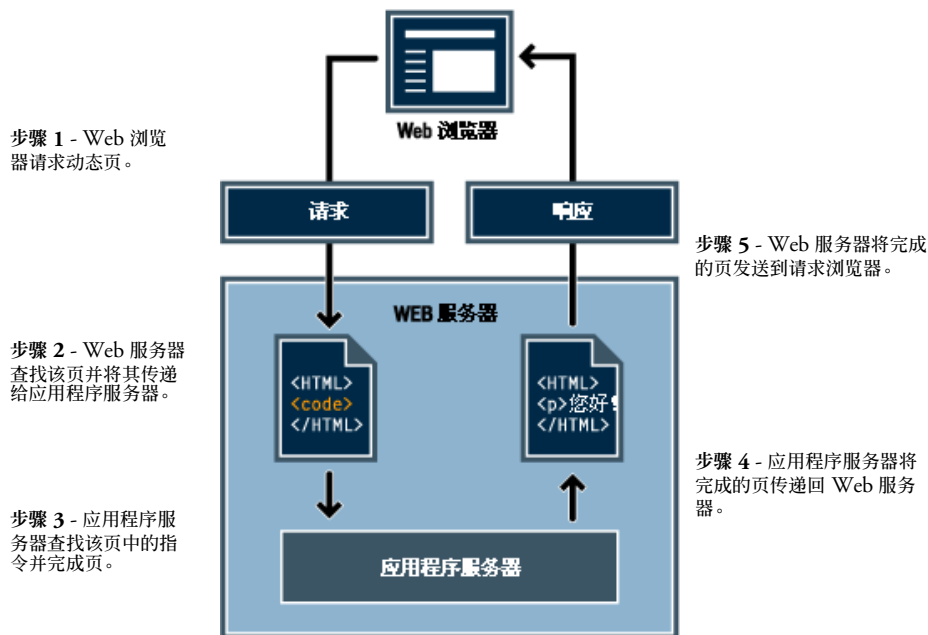 Web 浏览器
步骤 1 - Web 浏览
器请求动态页。
请求
响应
步骤 5 - Web 服务器将完成
的页发送到请求浏览器。
WEB 服务器
步骤 2 - Web 服务器
查找该页并将其传递
给应用程序服务器。
<HTML>
<code>
</HTML>
<HTML>
<p>您好!
</HTML>
步骤 4 - 应用程序服务器将
完成的页传递回 Web 服务
器。
步骤 3 - 应用程序服
务器查找该页中的指
令并完成页。
应用程序服务器